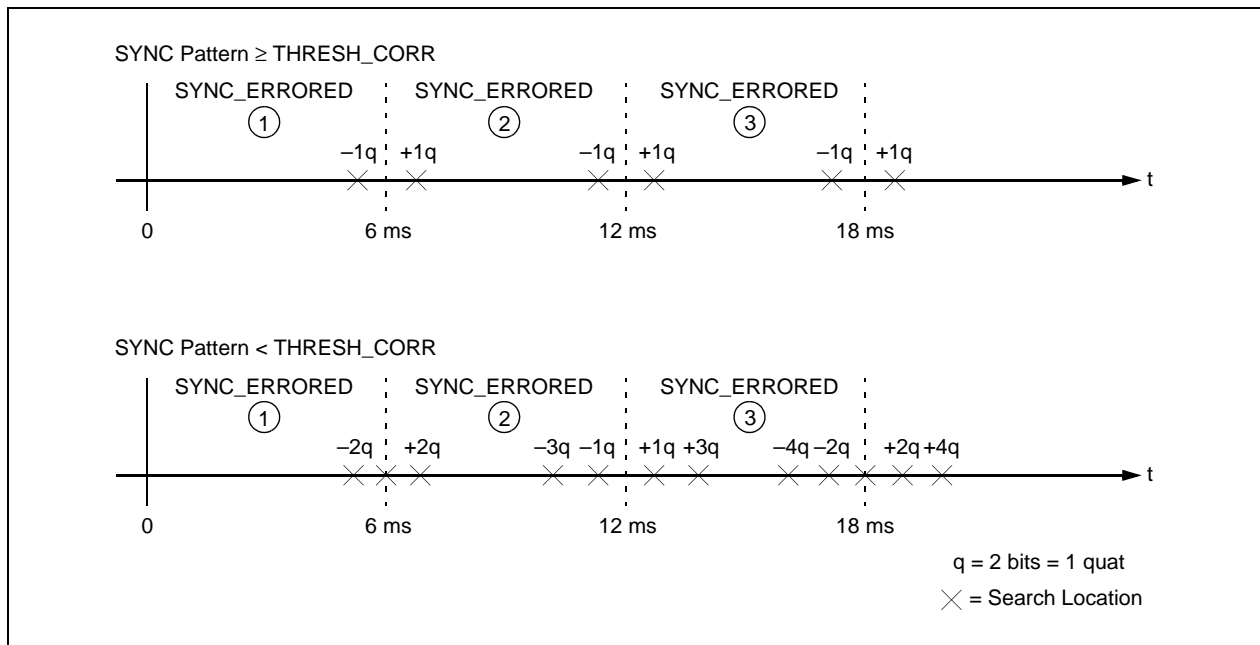 SYNC Pattern ≥ THRESH_CORR
SYNC_ERRORED SYNC_ERRORED SYNC_ERRORED
1 2 3
–1q +1q –1q +1q –1q +1q
t
0 6 ms 12 ms 18 ms
SYNC Pattern < THRESH_CORR
SYNC_ERRORED SYNC_ERRORED SYNC_ERRORED
1 2 3
–2q +2q –3q –1q +1q +3q –4q –2q +2q +4q
t
0 6 ms 12 ms 18 ms
q = 2 bits = 1 quat
= Search Location